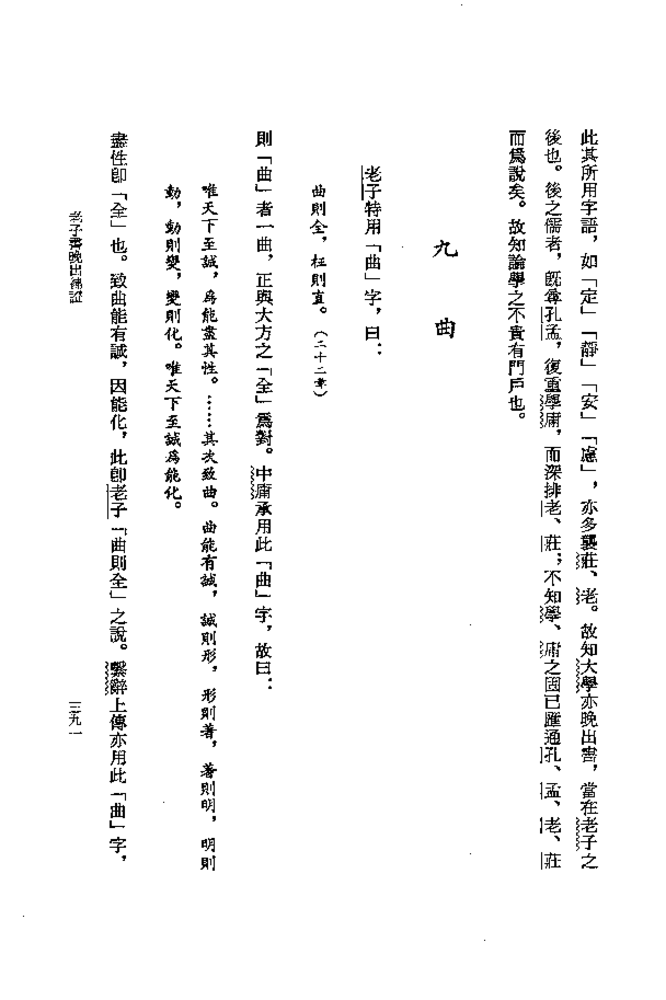 此其所用字語，如「定」「靜」「安」「慮」，亦多襲莊、老。故知大學亦晚出書，當在老子之
後也。後之儒者，既尊孔孟，復重學庸，而深排老、莊；不知學、庸之固已匯通孔、孟、老、莊
而爲說矣。故知論學之不貴有門戶也。
九　曲
老子特用「曲」字，曰：
曲則全，枉則直。（二十二章）
則「曲」者一曲，正與大方之「全」爲對。中庸承用此「曲」字，故曰：
唯天下至誠，爲能盡其性。……其次致曲。曲能有誠，誠則形，形則著，著則明，明則
動，動則變，變則化。唯天下至誠爲能化。
盡性卽「全」也。致曲能有誠，因能化，此卽老子「曲則全」之說。繫辭上傳亦用此「曲」字，
老子書晚出補證
三九一